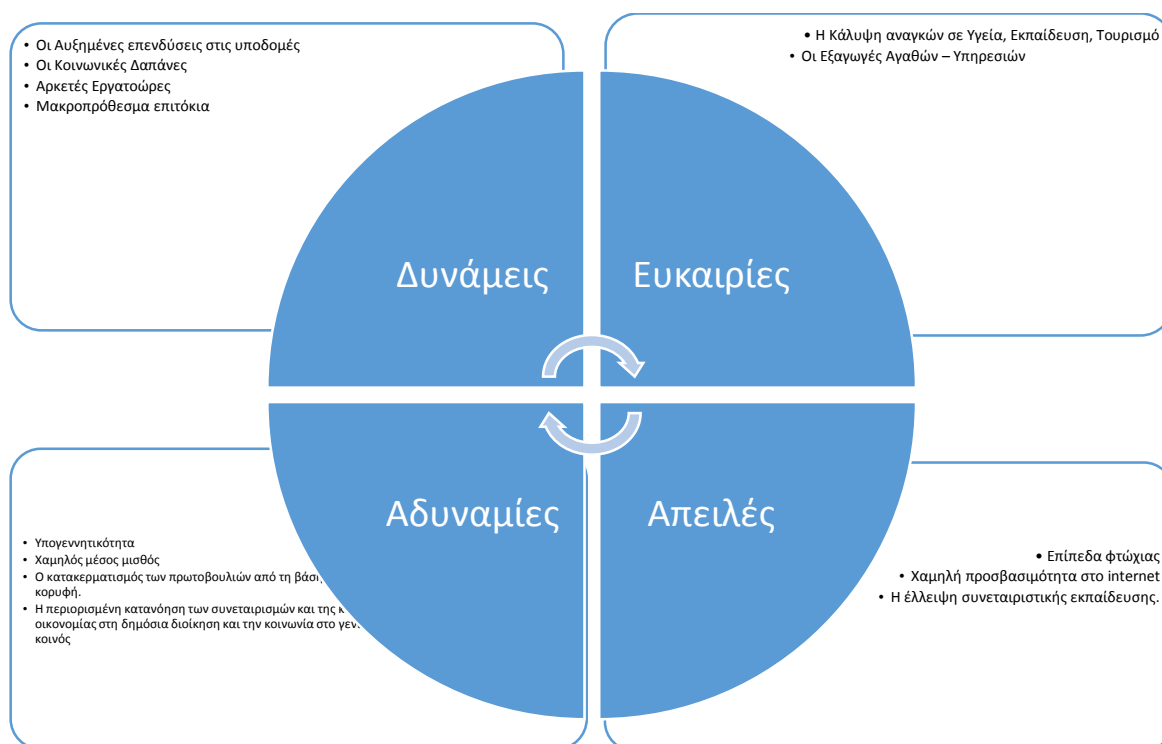 • Οι Αυξημένες επενδύσεις στις υποδομές
• Οι Κοινωνικές Δαπάνες
• Αρκετές Εργατοώρες
• Μακροπρόθεσμα επιτόκια
• Η Κάλυψη αναγκών σε Υγεία, Εκπαίδευση, Τουρισμό
• Οι Εξαγωγές Αγαθών – Υπηρεσιών
Δυνάμεις
Ευκαιρίες
Αδυναμίες
Απειλές
• Υπογεννητικότητα
• Χαμηλός μέσος μισθός
• Ο κατακερματισμός των πρωτοβουλιών από τη βάση
κορυφή.
• Η περιορισμένη κατανόηση των συνεταιρισμών και της
οικονομίας στη δημόσια διοίκηση και την κοινωνία στο
κοινός
• Επίπεδα φτώχιας
• Χαμηλή προσβασιμότητα στο internet
• Η έλλειψη συνεταιριστικής εκπαίδευσης.